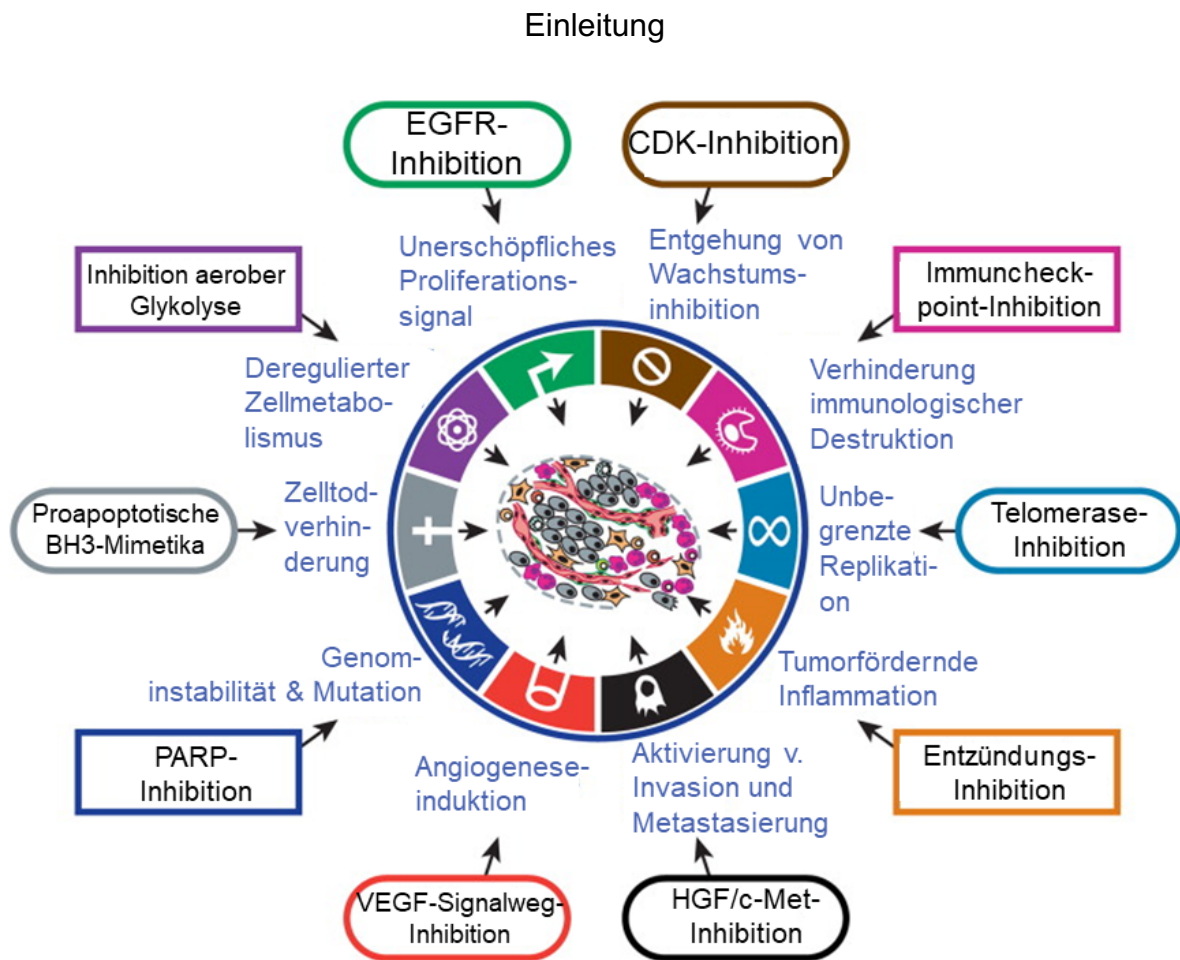 Einleitung
EGFR-
Inhibition
CDK-Inhibition
Unerschöpfliches
Proliferations-
signal
Entgehung von
Wachstums-
inhibition
Inhibition aerober
Glykolyse
Immuncheck-
point-Inhibition
Deregulierter
Zellmetabo-
lismus
Verhinderung
immunologischer
Destruktion
Proapoptotische
BH3-Mimetika
Zelltod-
verhin-
derung
Unbe-
grenzte
Replikati-
on
Telomerase-
Inhibition
Genom-
instabilität & Mutation
Tumorfördernde
Inflammation
PARP-
Inhibition
Angiogenese-
induktion
Aktivierung v.
Invasion und
Metastasierung
Entzündungs-
Inhibition
VEGF-Signalweg-
Inhibition
HGF/c-Met-
Inhibition